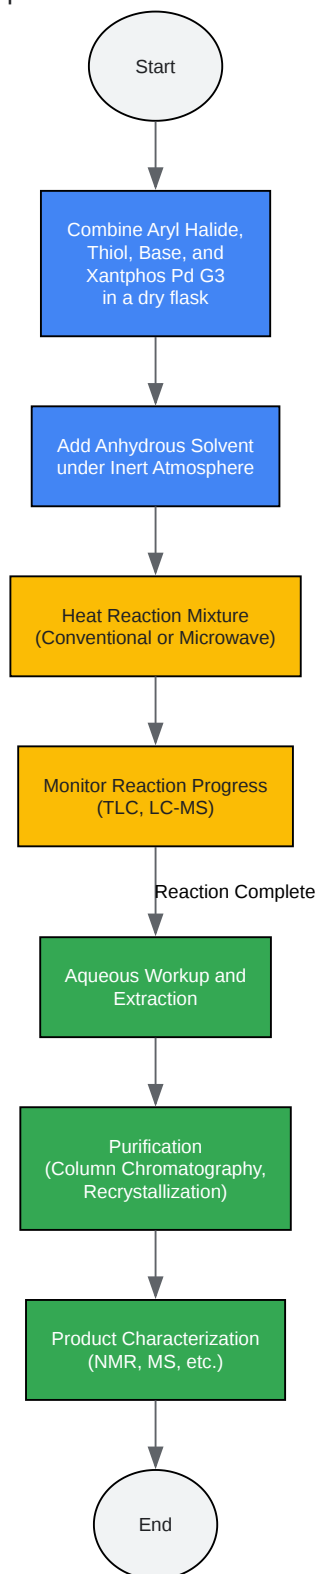 Start
Combine Aryl Halide,
Thiol, Base, and
Xantphos Pd G3
in a dry flask
Add Anhydrous Solvent
under Inert Atmosphere
Heat Reaction Mixture
(Conventional or Microwave)
Monitor Reaction Progress
(TLC, LC-MS)
Reaction Complete
Aqueous Workup and
Extraction
Purification
(Column Chromatography,
Recrystallization)
Product Characterization
(NMR, MS, etc.)
End